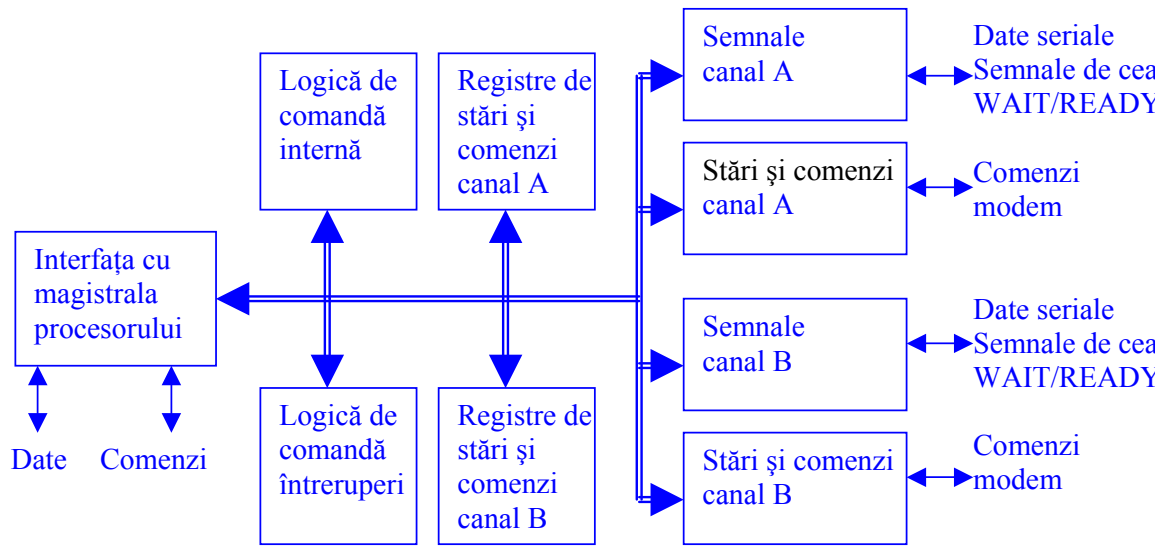 Interfața cu
magistrala
procesorului
Date
Comenzi
Logică de
comandă
internă
Logică de
comandă
întreruperi
Registre de
stări şi
comenzi
canal A
Registre de
stări şi
comenzi
canal B
Semnale
canal A
Date seriale
Semnale de cea
WAIT/READY
Stări şi comenzi
canal A
Comenzi
modem
Semnale
canal B
Date seriale
Semnale de cea
WAIT/READY
Stări şi comenzi
canal B
Comenzi
modem